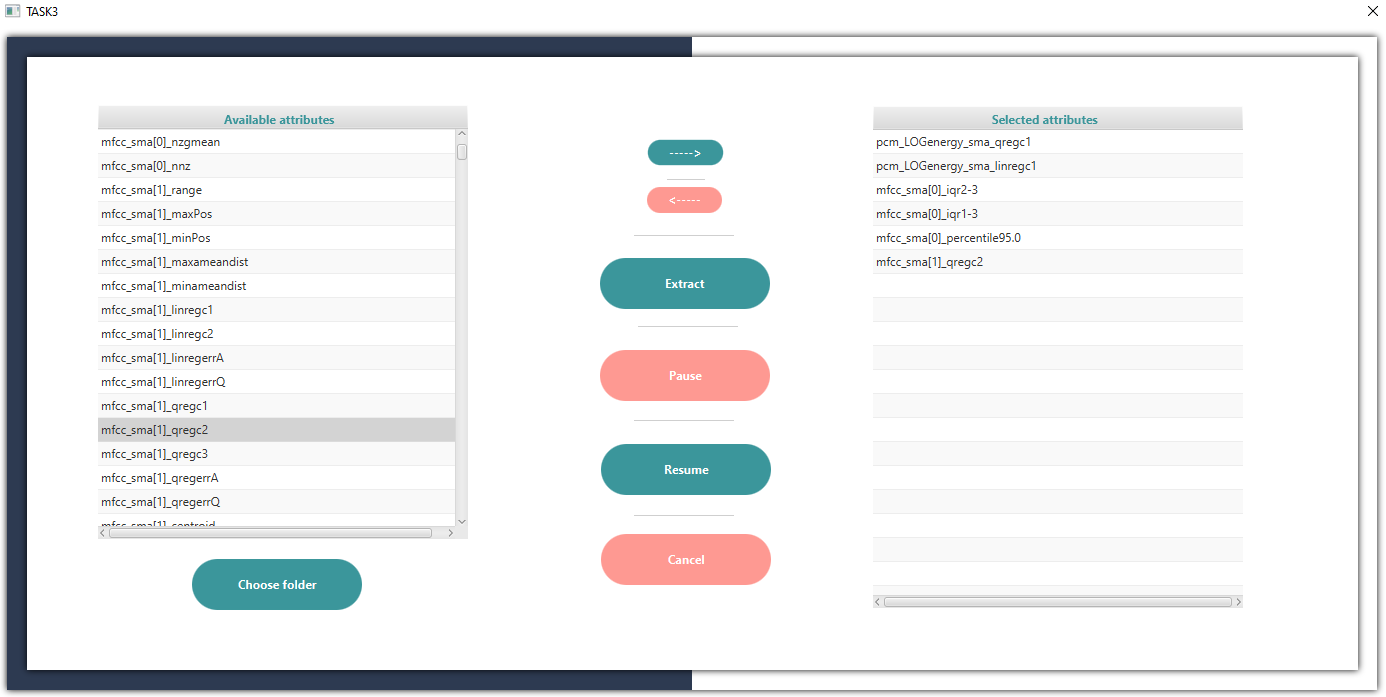 TASK3
Available attributes
mfcc_sma[0]_nzgmean
mfcc_sma[0]_nnz
mfcc_sma[1]_range
mfcc_sma[1]_maxPos
mfcc_sma[1]_minPos
mfcc_sma[1]_maxameandist
mfcc_sma[1]_minameandist
mfcc_sma[1]_linregc1
mfcc_sma[1]_linregc2
mfcc_sma[1]_linregerrA
mfcc_sma[1]_linregerrQ
mfcc_sma[1]_qregc1
mfcc_sma[1]_qregc2
mfcc_sma[1]_qregc3
mfcc_sma[1]_qregerrA
mfcc_sma[1]_qregerrQ
mfcc_sma[1]_centroid
Choose folder
----->
<-----
Extract
Pause
Resume
Cancel
Selected attributes
pcm_LOGenergy_sma_qregc1
pcm_LOGenergy_sma_linregc1
mfcc_sma[0]_iqr2-3
mfcc_sma[0]_iqr1-3
mfcc_sma[0]_percentile95.0
mfcc_sma[1]_qregc2